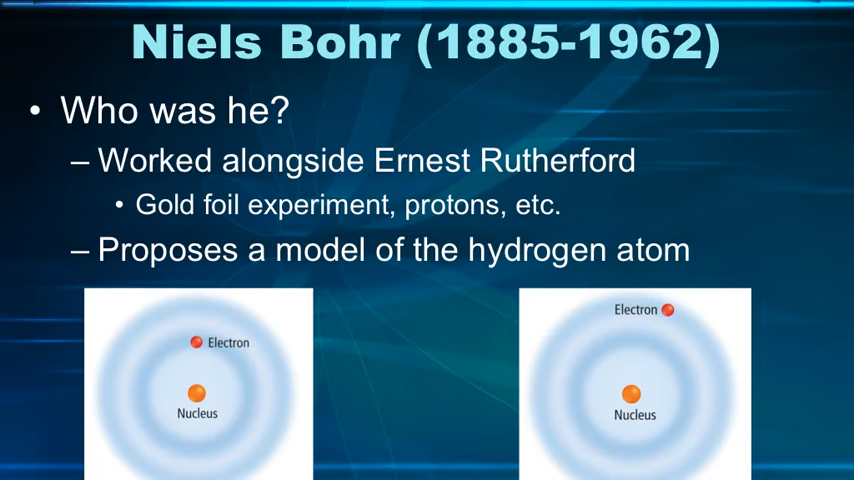 Niels Bohr (1885-1962)
• Who was he?
– Worked alongside Ernest Rutherford
• Gold foil experiment, protons, etc.
– Proposes a model of the hydrogen atom
Electron
Nucleus
Electron
Nucleus